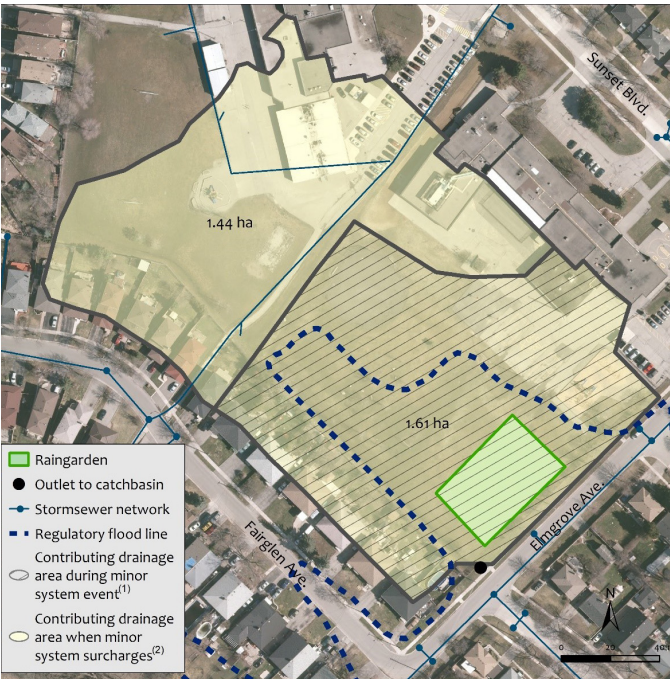 Sunset Blvd.
1.44 ha
1.61 ha
Elmgrove Ave.
Fairglen Ave.
Raingarden
Outlet to catchbasin
Stormsewer network
Regulatory flood line
Contributing drainage
area during minor
system event(1)
Contributing drainage
area when minor
system surcharges(2)
N
0 20 40